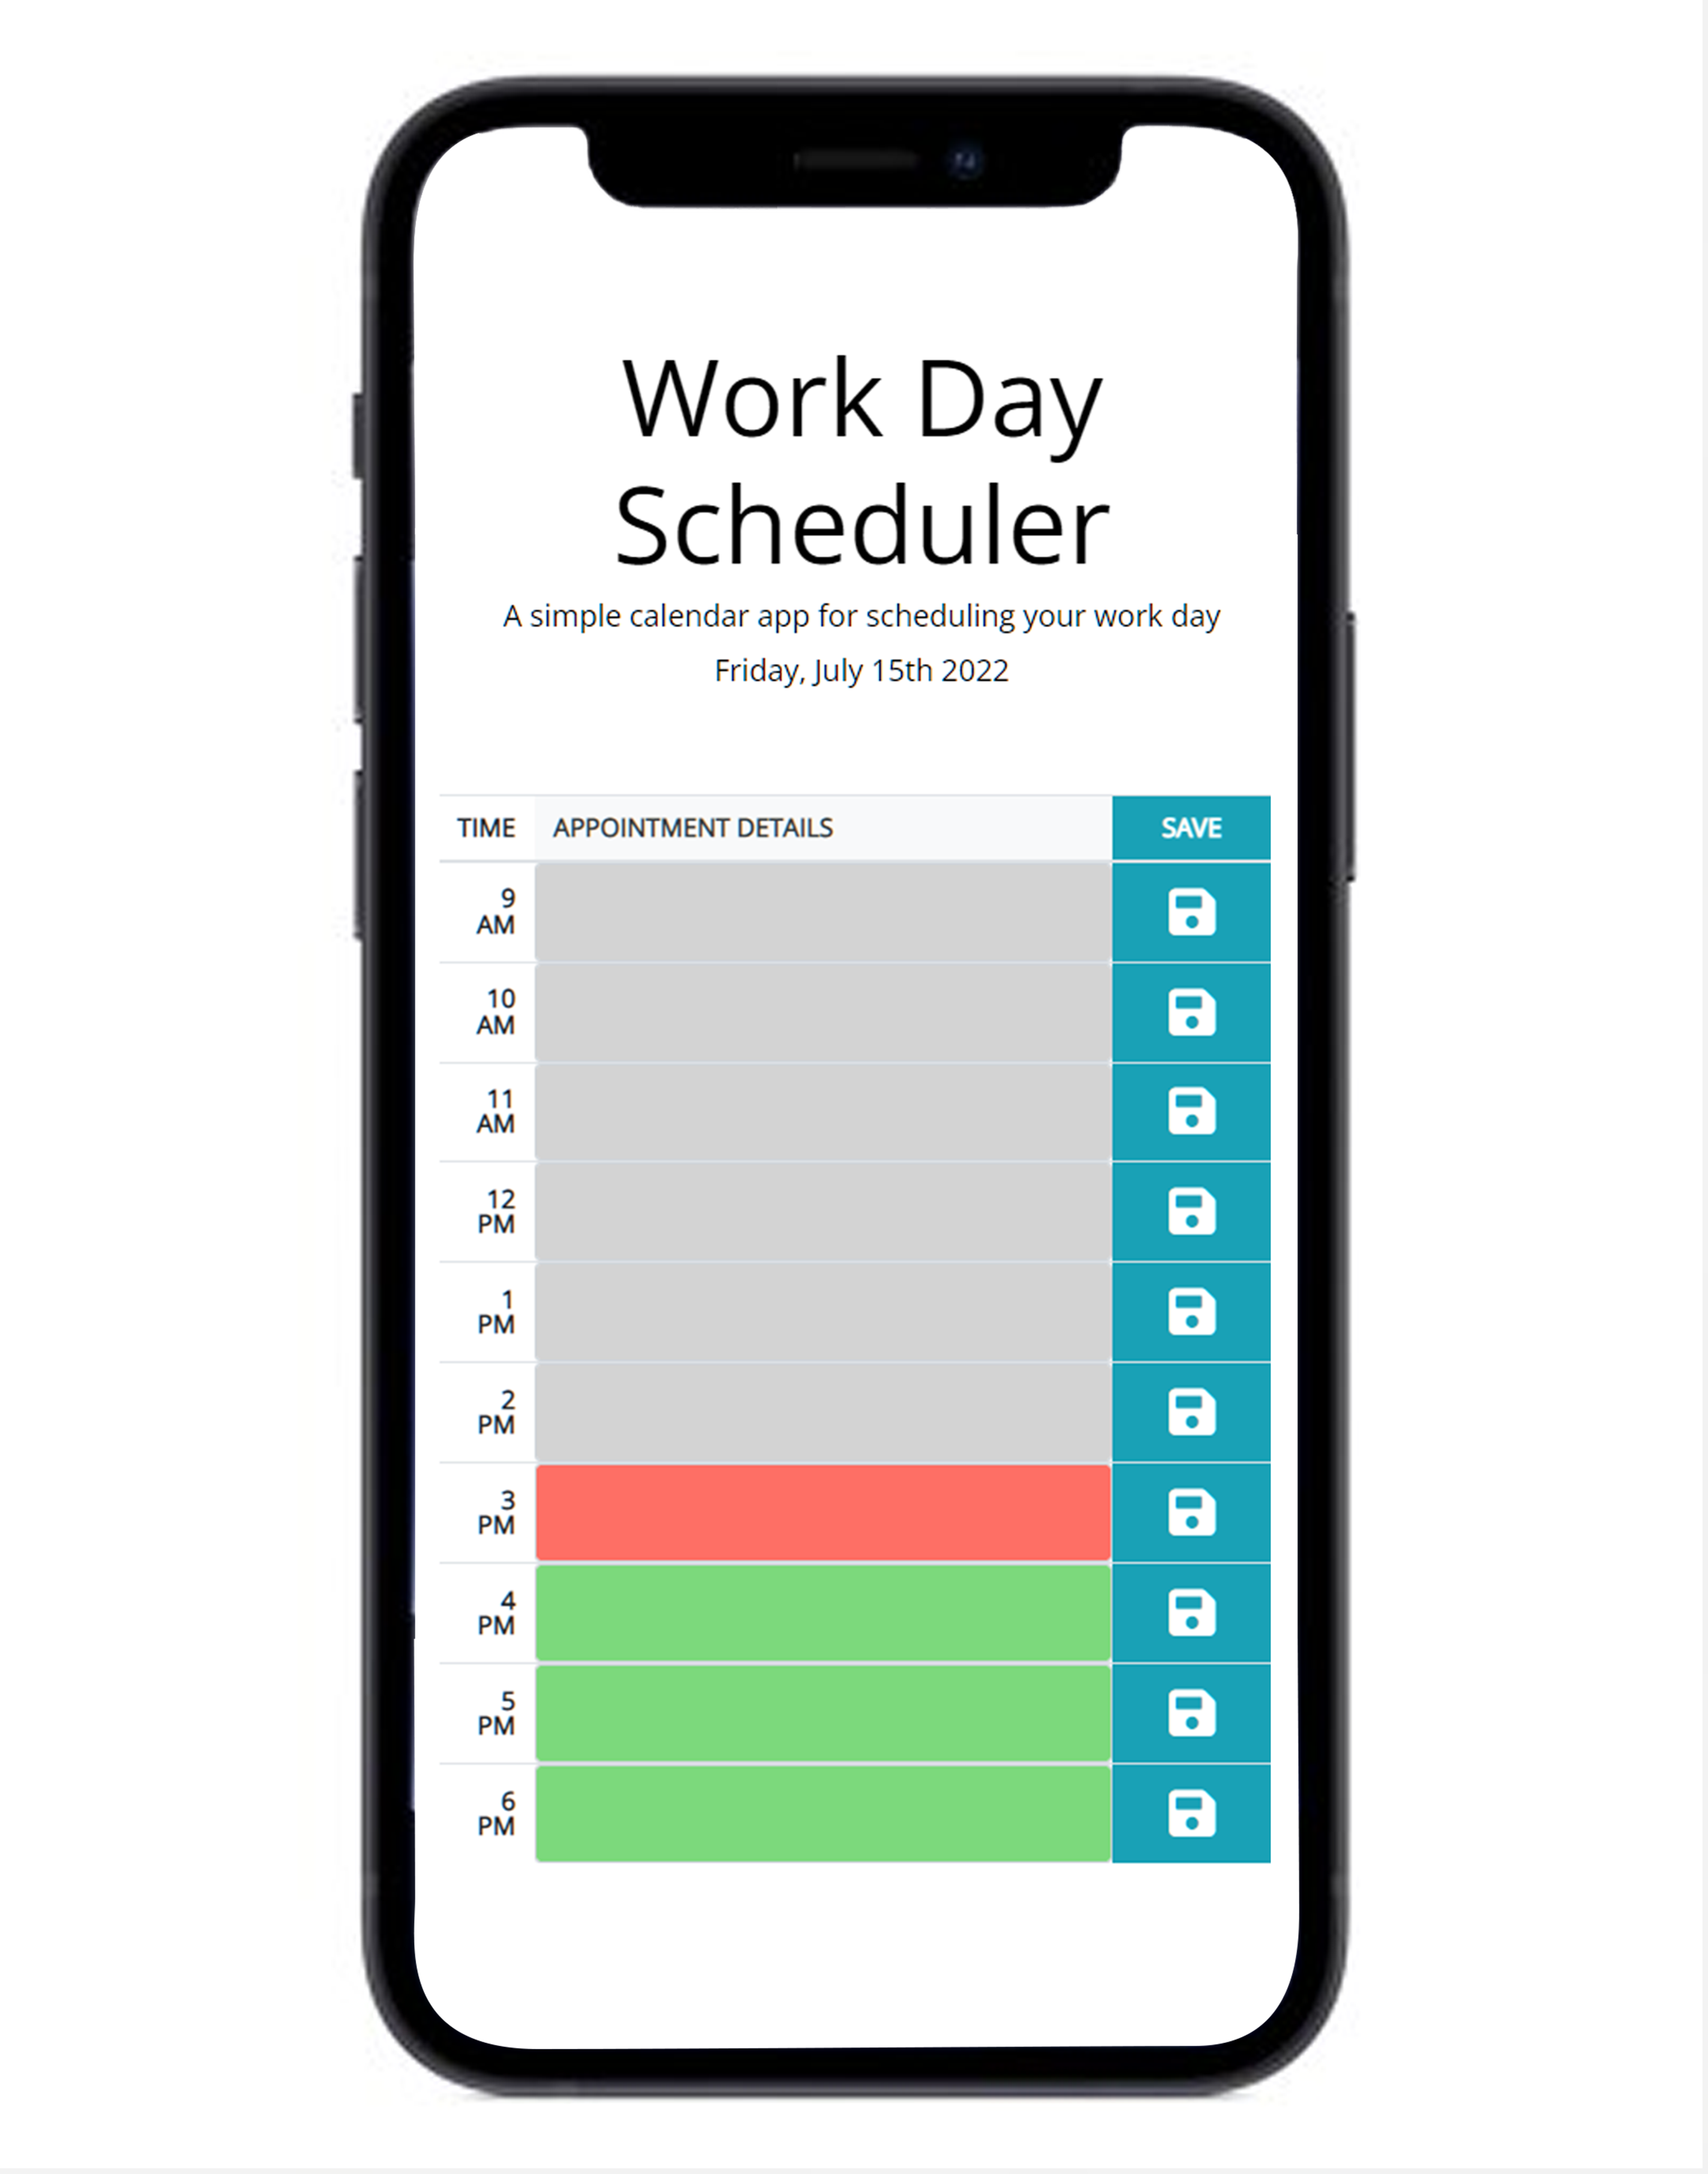 Work Day
Scheduler
A simple calendar app for scheduling your work day
Friday, July 15th 2022
TIME APPOINTMENT DETAILS SAVE
9
AM
10
AM
11
AM
12
PM
1
PM
2
PM
3
PM
4
PM
5
PM
6
PM